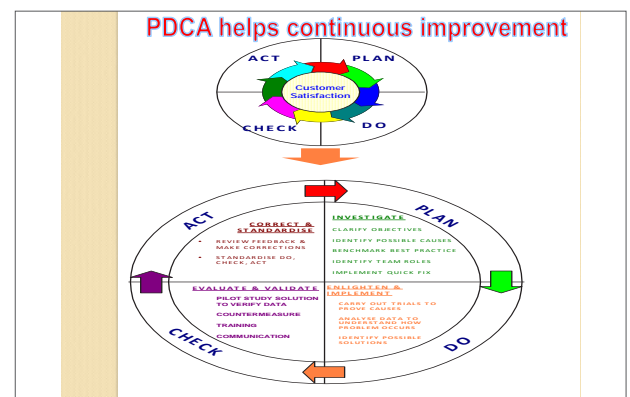 PDCA helps continuous improvement
ACT
PLAN
Customer
Satisfaction
CHECK
DO
ACT
PLAN
CORRECT &
STANDARDISE
• REVIEW FEEDBACK &
MAKE CORRECTIONS
• STANDARDISE DO,
CHECK, ACT
INVESTIGATE
CLARIFY OBJECTIVES
IDENTIFY POSSIBLE CAUSES
BENCHMARK BEST PRACTICE
IDENTIFY TEAM ROLES
IMPLEMENT QUICK FIX
EVALUATE & VALIDATE
PILOT STUDY SOLUTION
TO VERIFY DATA
COUNTERMEASURE
TRAINING
COMMUNICATION
ENLIGHTEN &
IMPLEMENT
CARRY OUT TRIALS TO
PROVE CAUSES
ANALYSE DATA TO
UNDERSTAND HOW
PROBLEM OCCURS
IDENTIFY POSSIBLE
SOLUTIONS
CHECK
DO